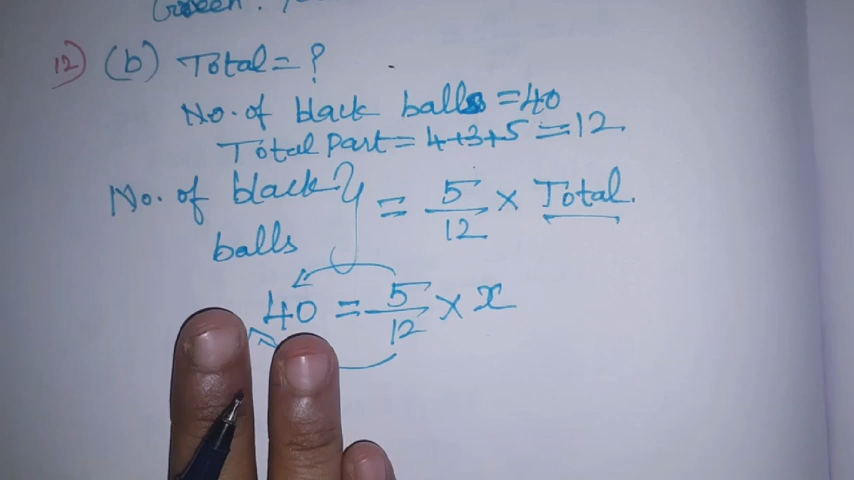 Green:
12) (b) Total = ?
No. of black balls = 40
Total Part = 4+3+5 = 12.
No. of black balls } = 5/12 × Total.
40 = 5/12 × x